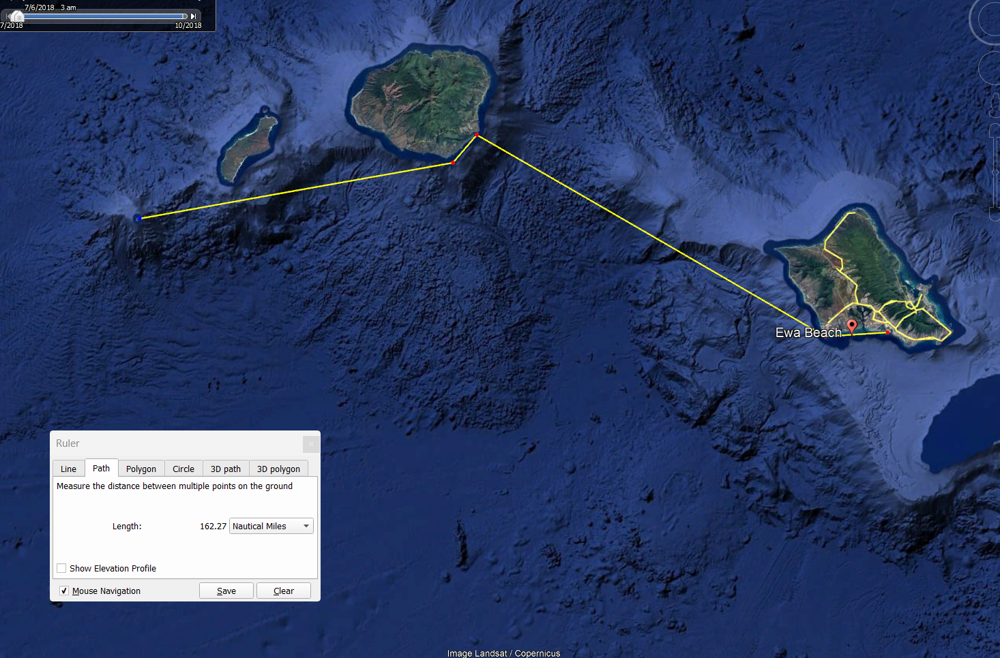 7/6/2018 3 am
7/2018 10/2018
Ewa Beach
Ruler
Line Path Polygon Circle 3D path 3D polygon
Measure the distance between multiple points on the ground
Length: 162.27 Nautical Miles
Show Elevation Profile
Mouse Navigation Save Clear
Image Landsat / Copernicus